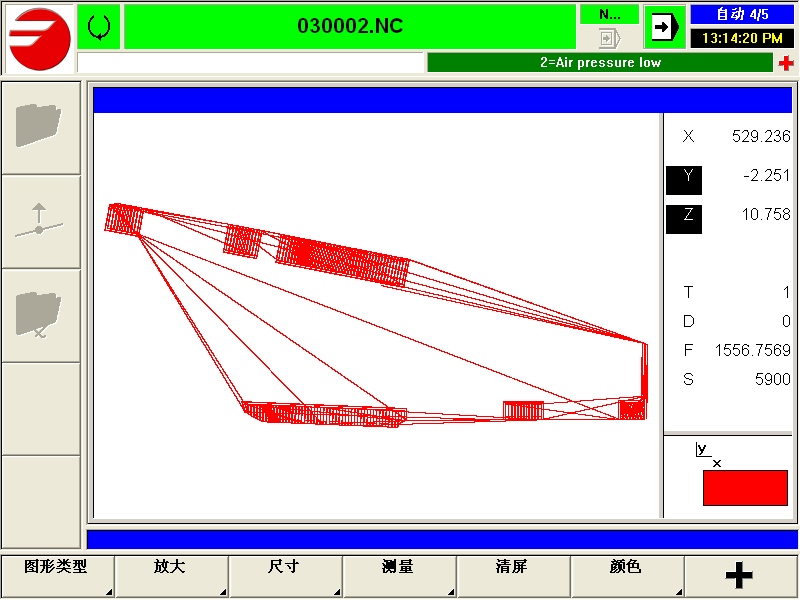 030002.NC
N...
自动 4/5
13:14:20 PM
2=Air pressure low
X 529.236
Y -2.251
Z 10.758
T 1
D 0
F 1556.7569
S 5900
y
x
图形类型 放大 尺寸 测量 清屏 颜色